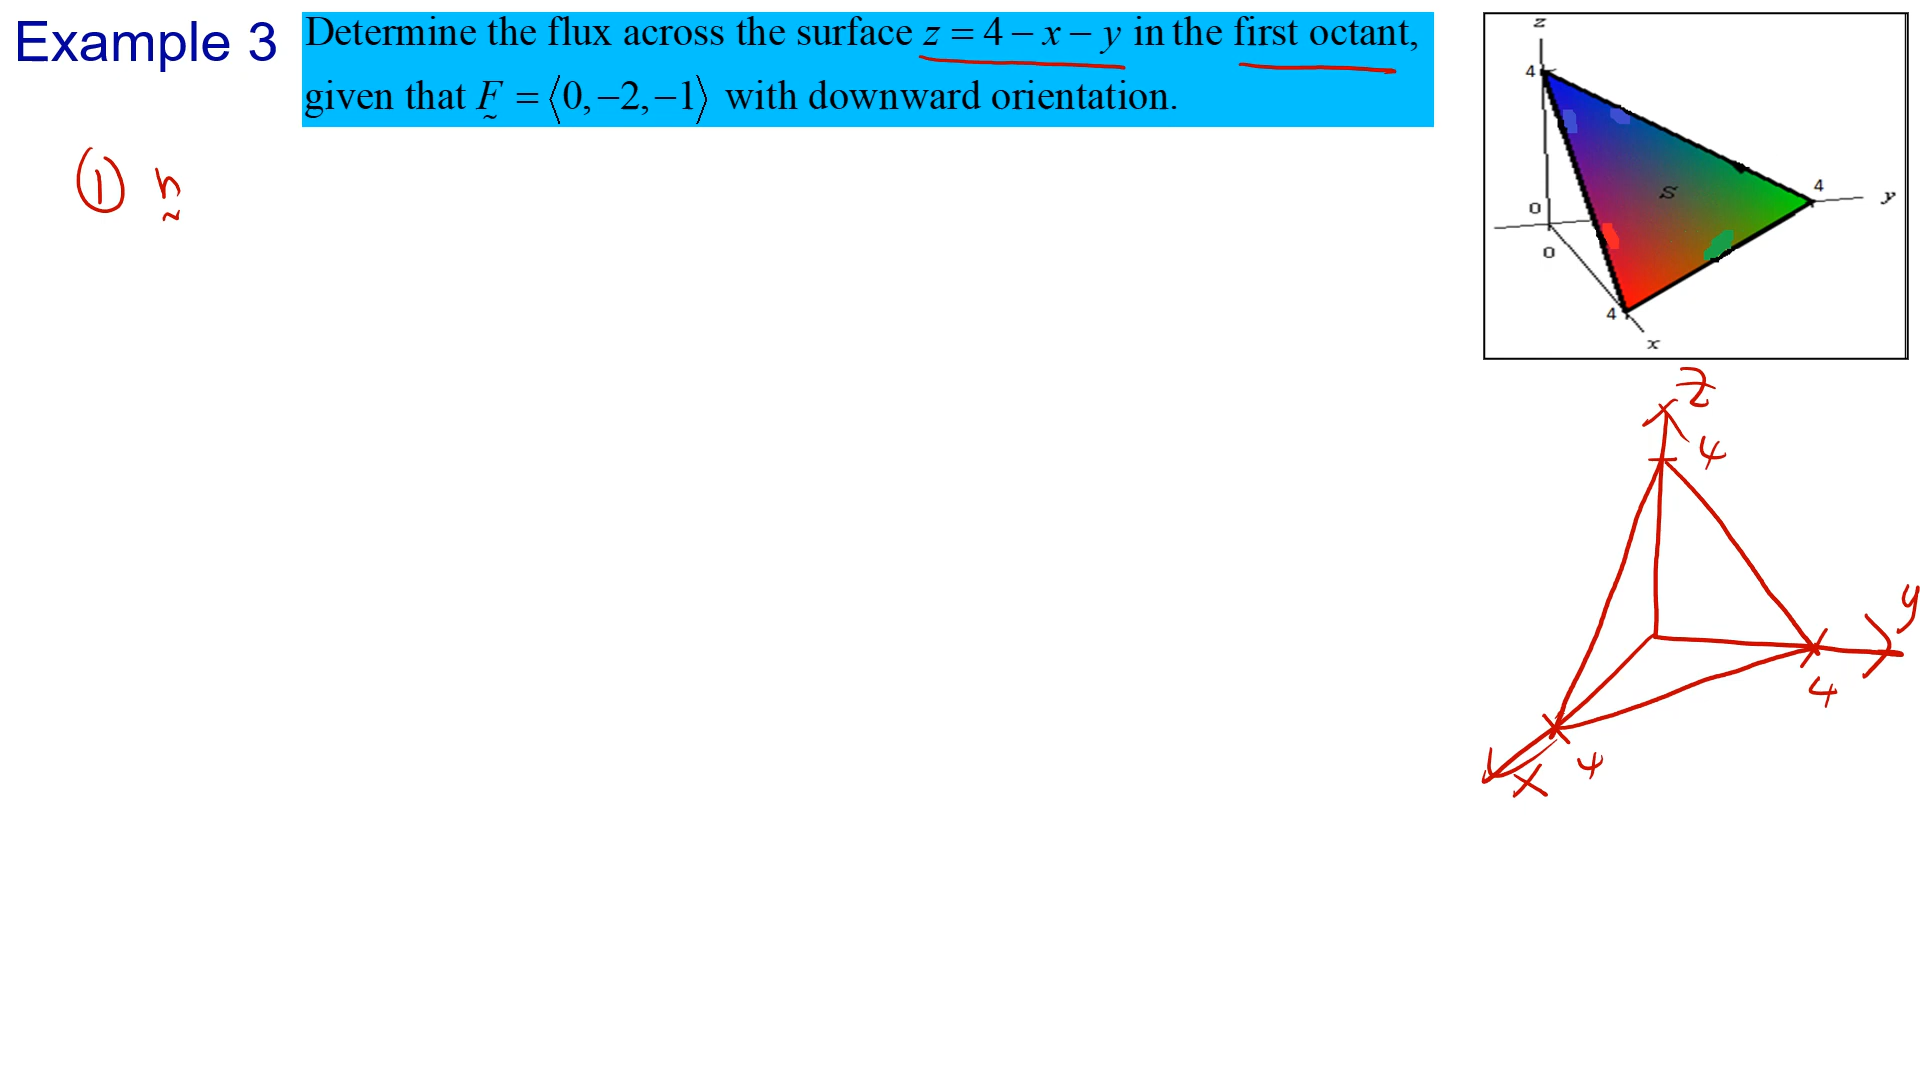 Example 3
Determine the flux across the surface z = 4 − x − y in the first octant,
given that F̰ = ⟨0, −2, −1⟩ with downward orientation.
① ṉ
z
4
S
4
y
0
0
4
x
z
4
y
4
4
x